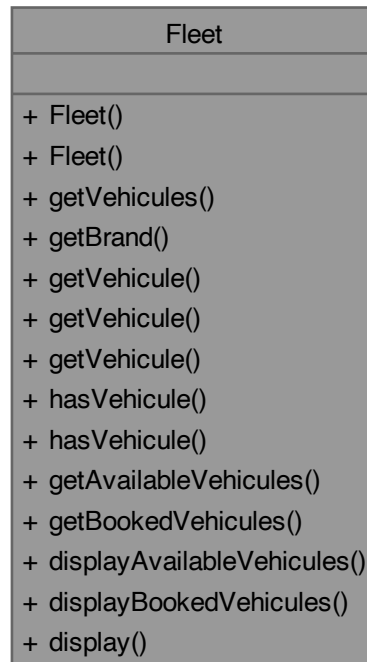 Fleet
+ Fleet()
+ Fleet()
+ getVehicules()
+ getBrand()
+ getVehicule()
+ getVehicule()
+ getVehicule()
+ hasVehicule()
+ hasVehicule()
+ getAvailableVehicules()
+ getBookedVehicules()
+ displayAvailableVehicules()
+ displayBookedVehicules()
+ display()